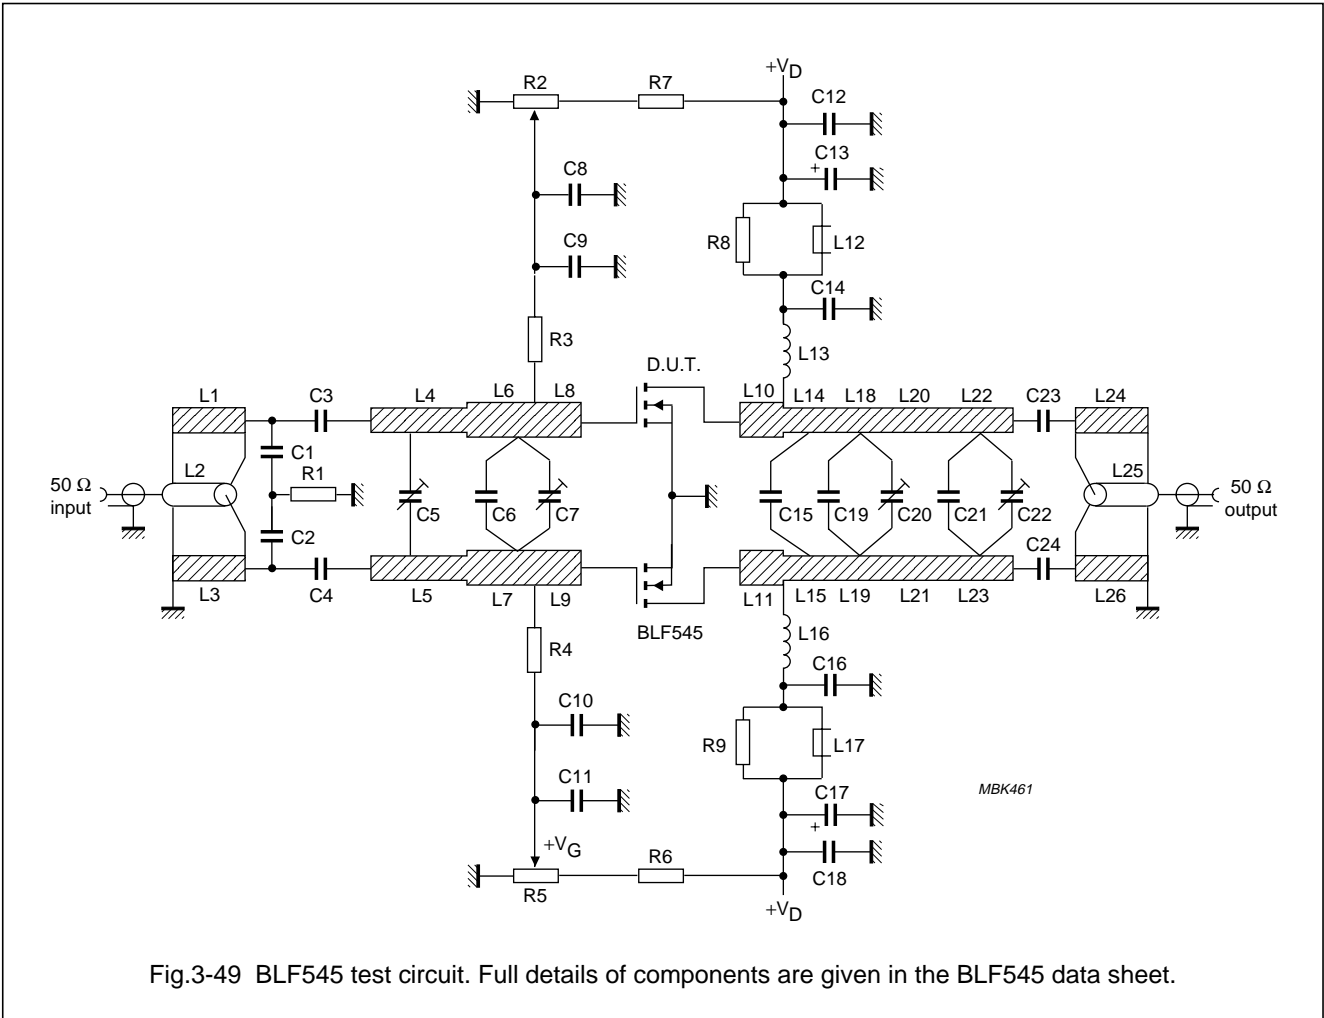 +VD
R2
R7
C12
C13
+
C8
R8
L12
C9
C14
R3
L13
D.U.T.
L1
C3
L4
L6
L8
L10
L14
L18
L20
L22
C23
L24
C1
R1
L2
L25
50 Ω
input
C5
C6
C7
C15
C19
C20
C21
C22
50 Ω
output
C2
C24
L3
C4
L5
L7
L9
L11
L15
L19
L21
L23
L26
BLF545
L16
R4
C16
C10
R9
L17
C11
C17
+
MBK461
+VG
R6
C18
R5
+VD
Fig.3-49 BLF545 test circuit. Full details of components are given in the BLF545 data sheet.